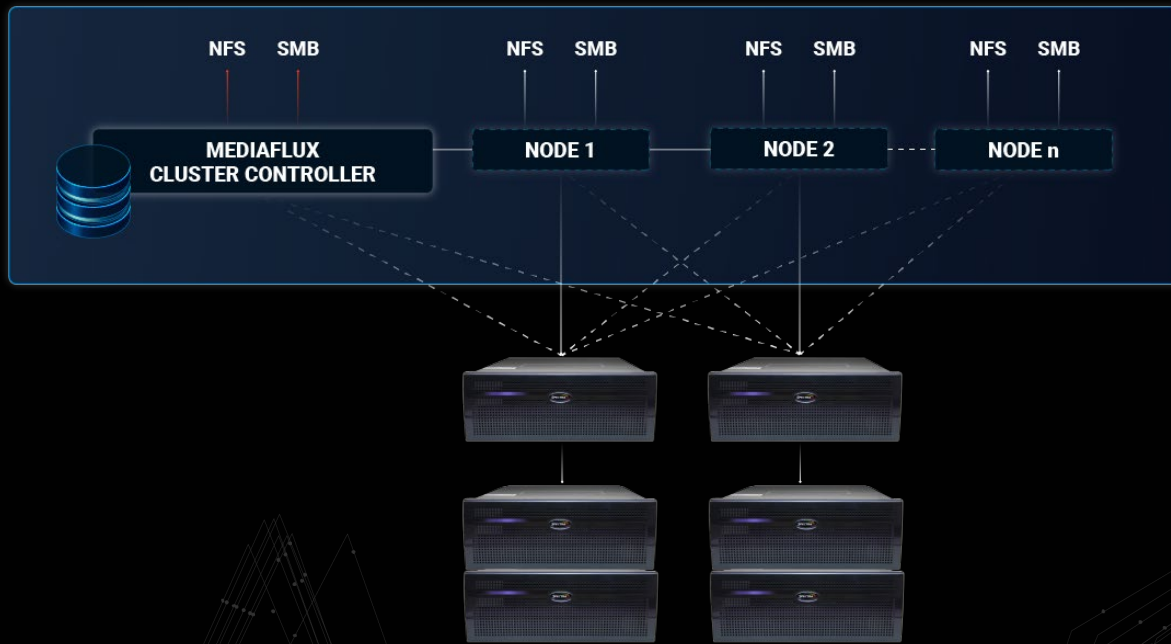 NFS SMB NFS SMB NFS SMB NFS SMB
MEDIAFLUX
CLUSTER CONTROLLER
NODE 1
NODE 2
NODE n